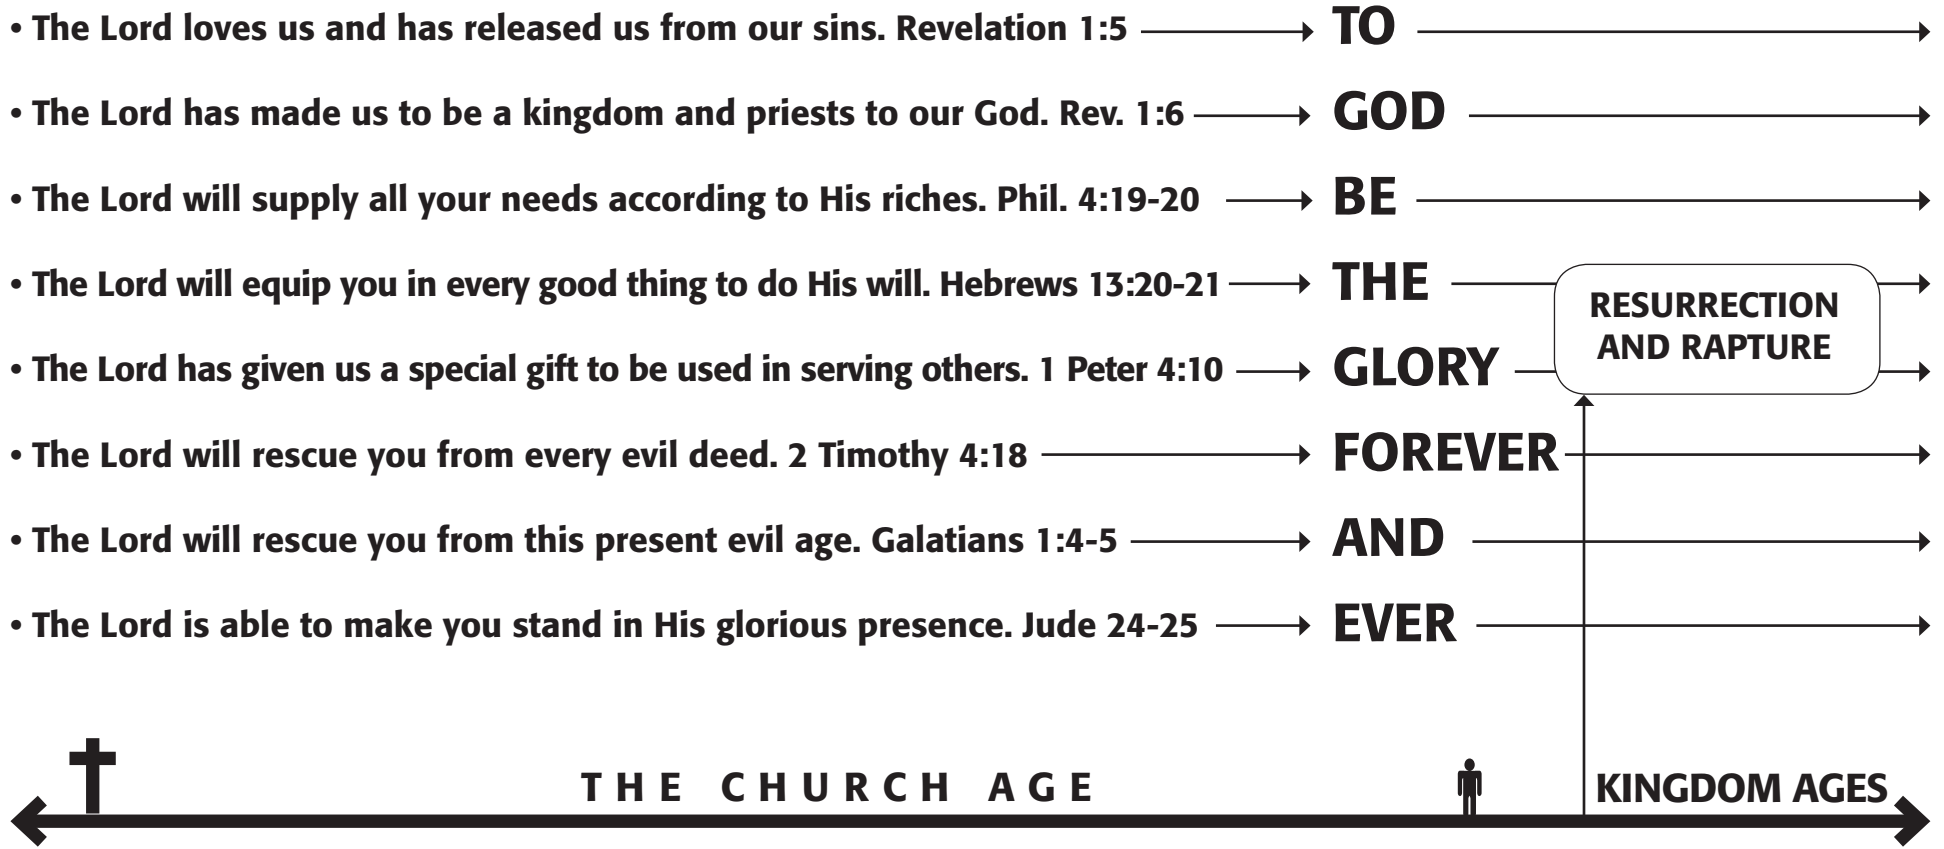 • The Lord loves us and has released us from our sins. Revelation 1:5 TO
• The Lord has made us to be a kingdom and priests to our God. Rev. 1:6 GOD
• The Lord will supply all your needs according to His riches. Phil. 4:19-20 BE
• The Lord will equip you in every good thing to do His will. Hebrews 13:20-21 THE
RESURRECTION
AND RAPTURE
• The Lord has given us a special gift to be used in serving others. 1 Peter 4:10 GLORY
• The Lord will rescue you from every evil deed. 2 Timothy 4:18 FOREVER
• The Lord will rescue you from this present evil age. Galatians 1:4-5 AND
• The Lord is able to make you stand in His glorious presence. Jude 24-25 EVER
THE CHURCH AGE
KINGDOM AGES